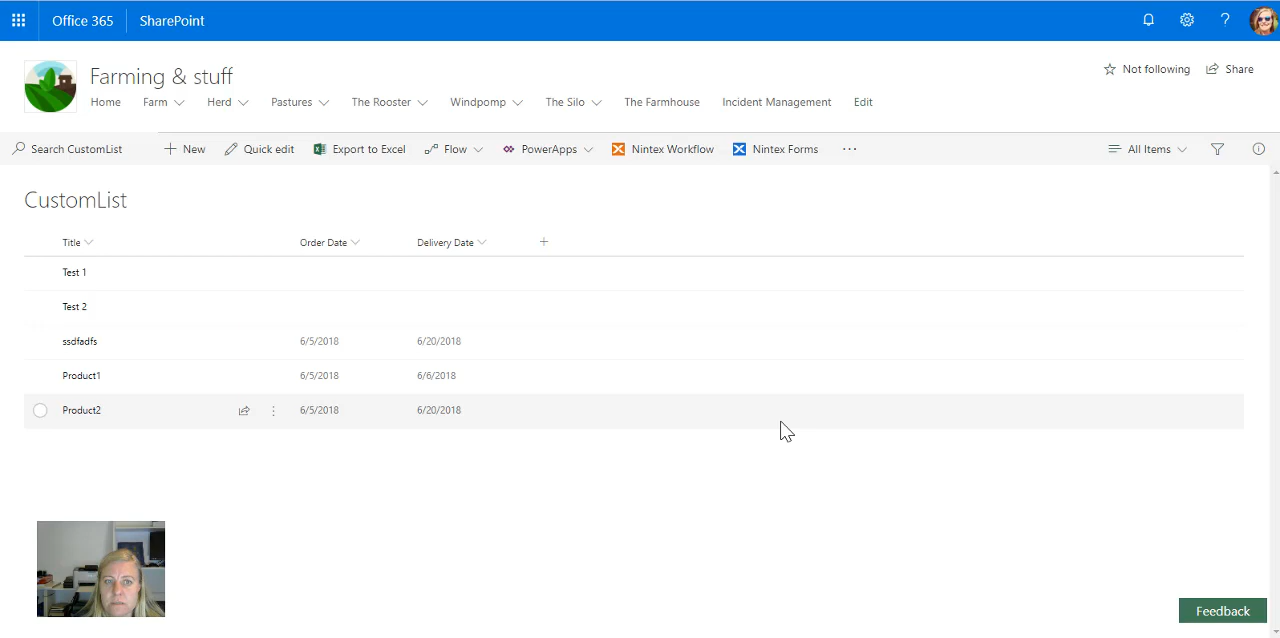 Office 365 SharePoint ?
Farming & stuff
Not following Share
Home Farm Herd Pastures The Rooster Windpomp The Silo The Farmhouse Incident Management Edit
Search CustomList New Quick edit Export to Excel Flow PowerApps Nintex Workflow Nintex Forms ... All Items
CustomList
Title Order Date Delivery Date +
Test 1
Test 2
ssdfadfs 6/5/2018 6/20/2018
Product1 6/5/2018 6/6/2018
Product2 6/5/2018 6/20/2018
Feedback